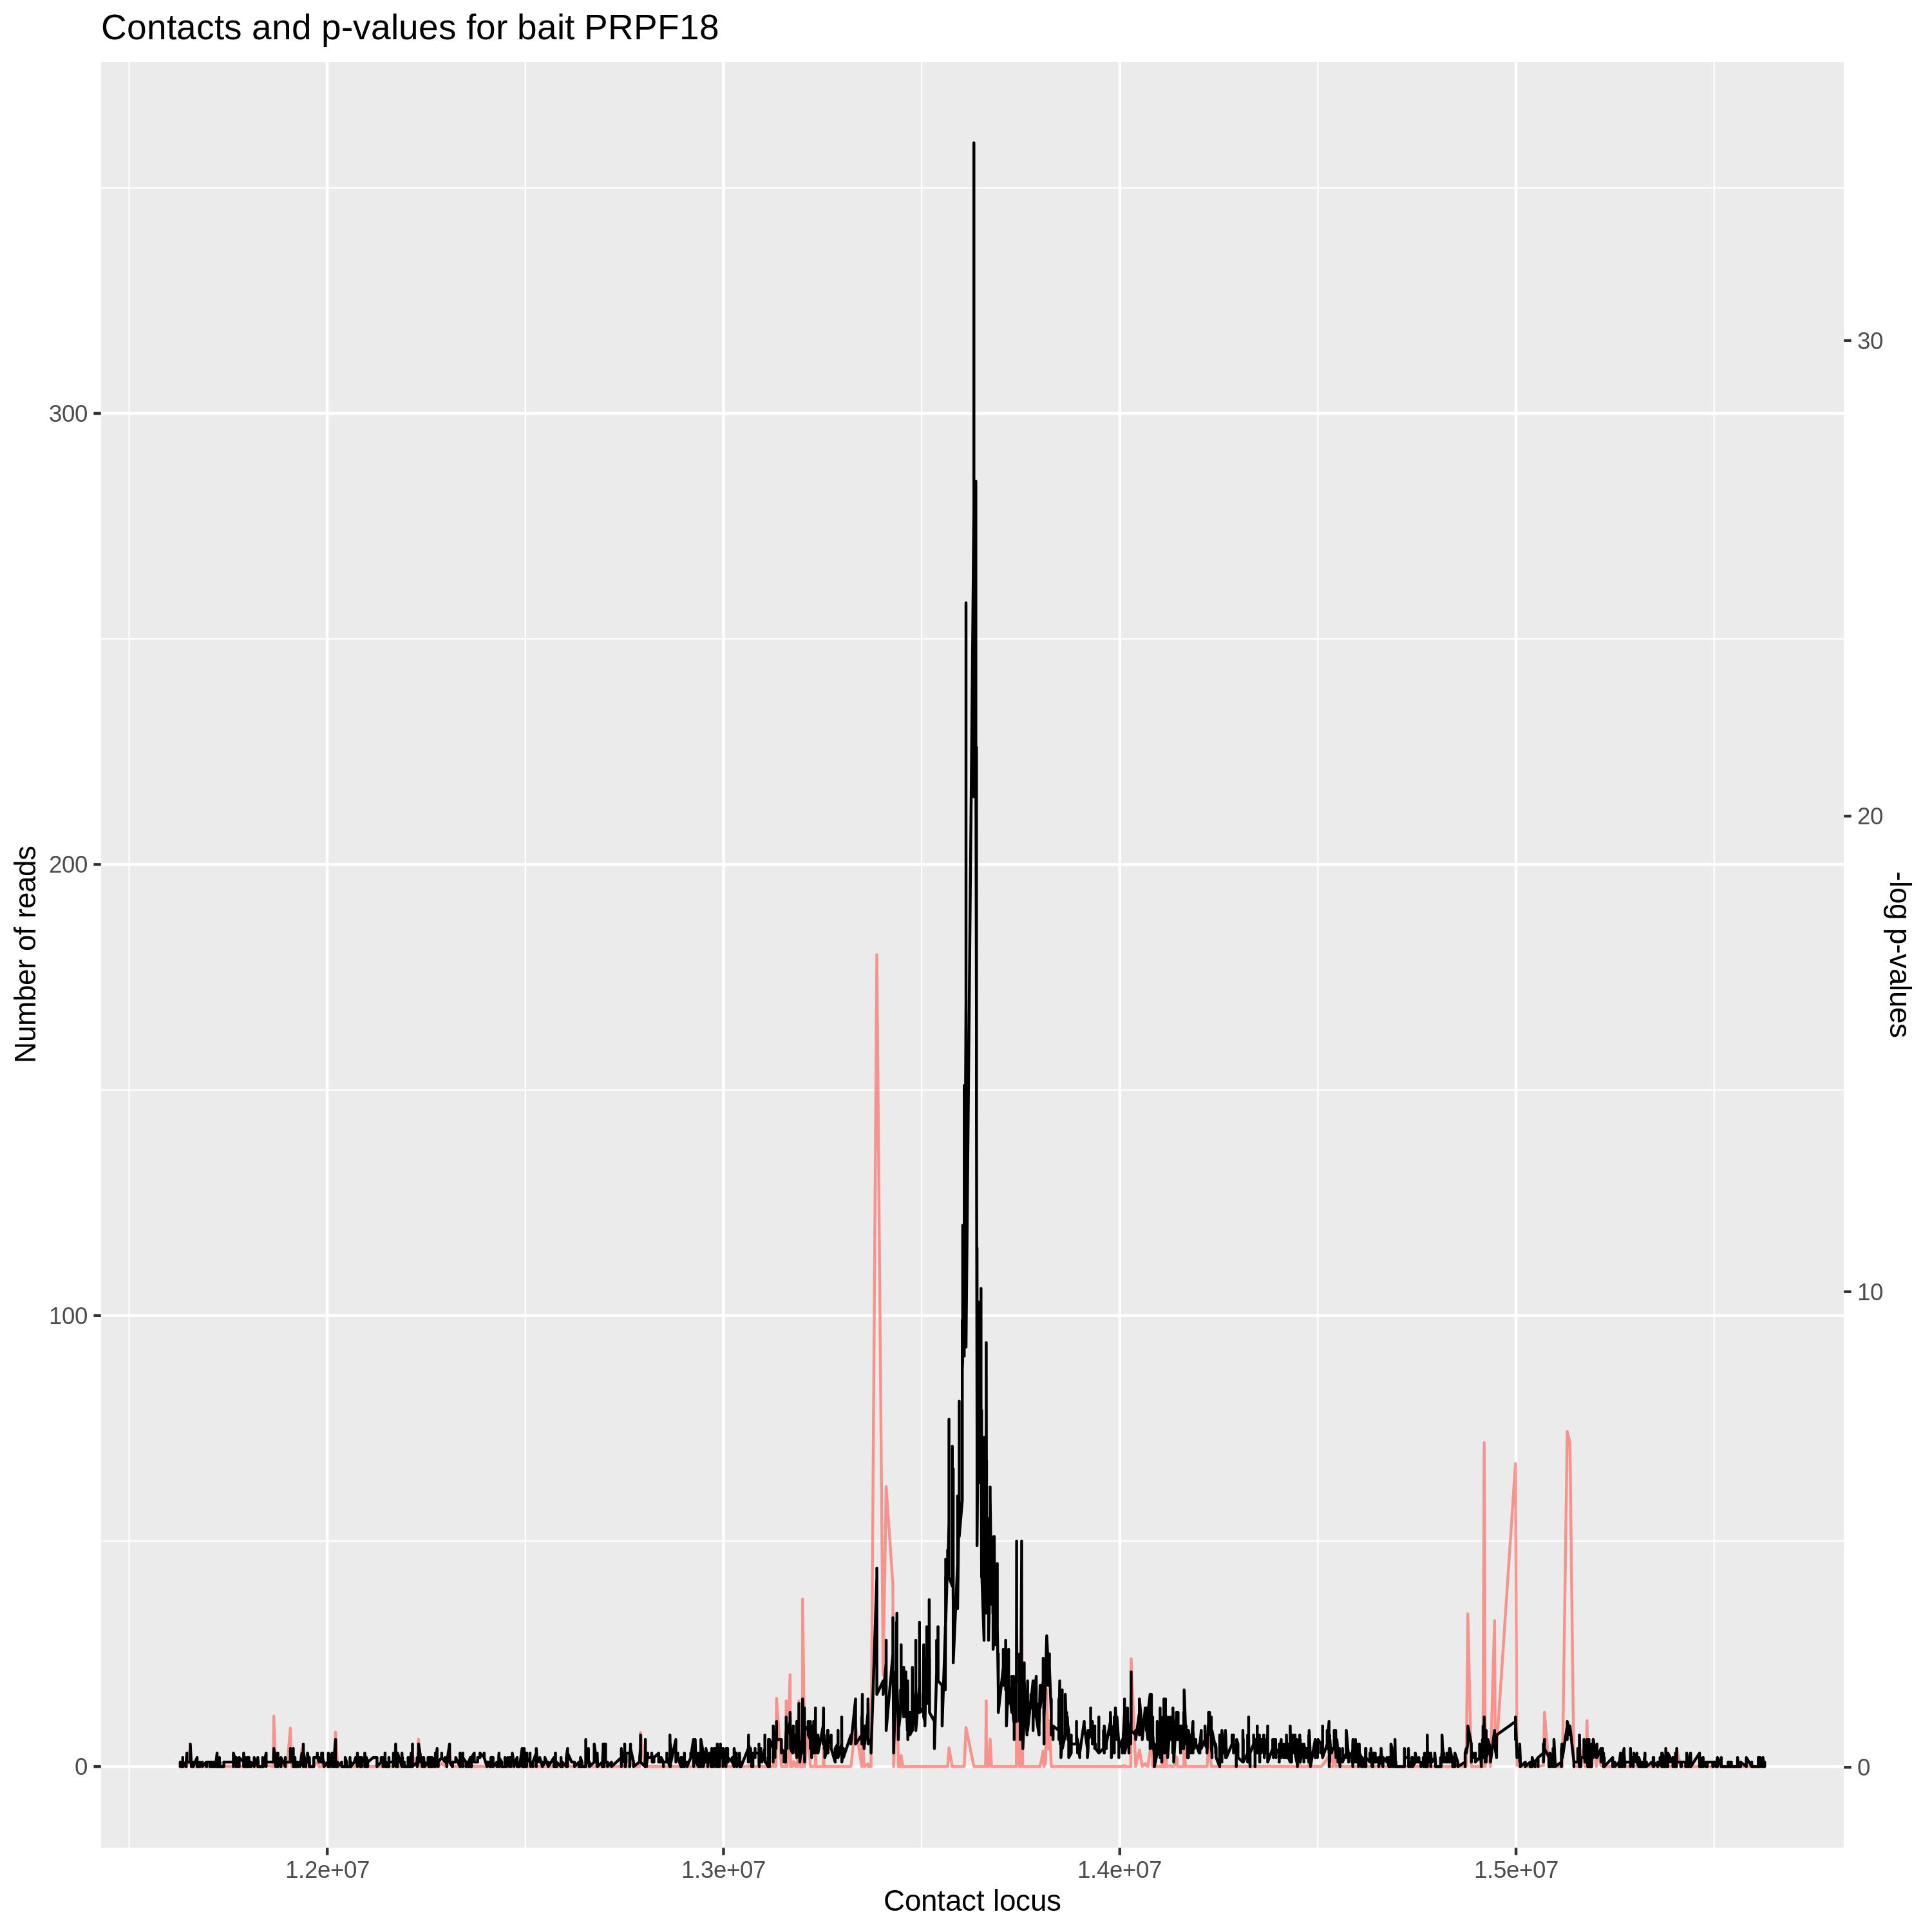 Contacts and p-values for bait PRPF18
Number of reads
300
200
100
0
30
20
10
0
-log p-values
1.2e+07
1.3e+07
1.4e+07
1.5e+07
Contact locus